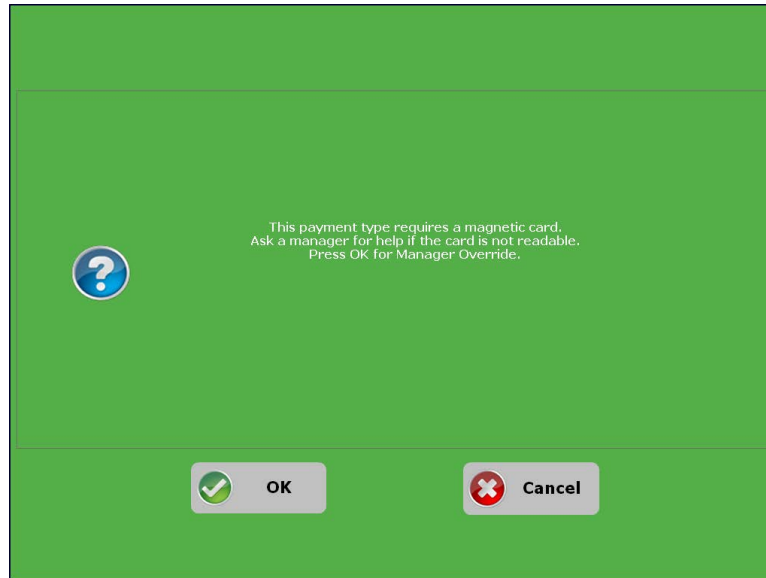 This payment type requires a magnetic card.
Ask a manager for help if the card is not readable.
Press OK for Manager Override.
OK
Cancel